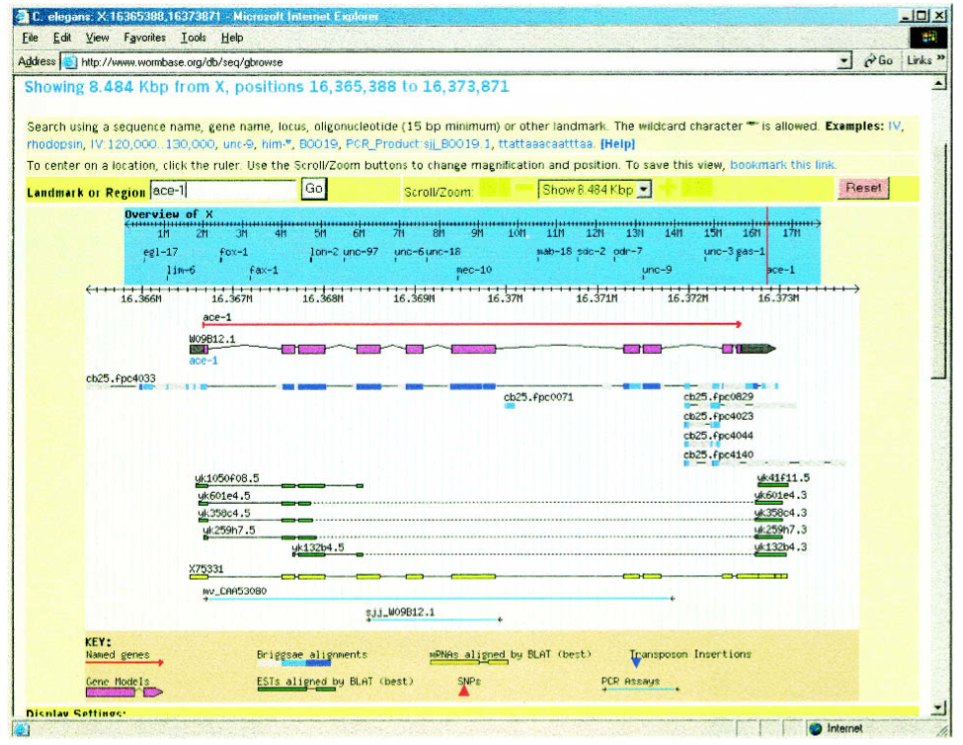 C. elegans: X:16365388,16373871 - Microsoft Internet Explorer
File Edit View Favorites Tools Help
Address http://www.wormbase.org/db/seq/gbrowse Go Links »
Showing 8.484 Kbp from X, positions 16,365,388 to 16,373,871
Search using a sequence name, gene name, locus, oligonucleotide (15 bp minimum) or other landmark. The wildcard character "*" is allowed. Examples: IV,
rhodopsin, IV:120,000..130,000, unc-9, him-*, B0019, PCR_Product:sjj_B0019.1, ttattaaacaatttaa. [Help]
To center on a location, click the ruler. Use the Scroll/Zoom buttons to change magnification and position. To save this view, bookmark this link.
Landmark or Region ace-1 Go Scroll/Zoom: Show 8.484 Kbp Reset
Overview of X
1M 2M 3M 4M 5M 6M 7M 8M 9M 10M 11M 12M 13M 14M 15M 16M 17M
egl-17 fox-1 lon-2 unc-97 unc-6 unc-18 mab-18 sdc-2 odr-7 unc-3 gas-1
lim-6 fax-1 mec-10 unc-9 ace-1
16.366M 16.367M 16.368M 16.369M 16.37M 16.371M 16.372M 16.373M
ace-1
W09B12.1
ace-1
cb25.fpc4033
cb25.fpc0071 cb25.fpc0829
cb25.fpc4023
cb25.fpc4044
cb25.fpc4140
yk1050f08.5 yk41f11.5
yk601e4.5 yk601e4.3
yk358c4.5 yk358c4.3
yk259h7.5 yk259h7.3
yk132b4.5 yk132b4.3
X75331
mv_CAA53080
sjj_W09B12.1
KEY:
Named genes Briggsae alignments mRNAs aligned by BLAT (best) Transposon Insertions
Gene Models ESTs aligned by BLAT (best) SNPs PCR Assays
Display Settings:
Internet